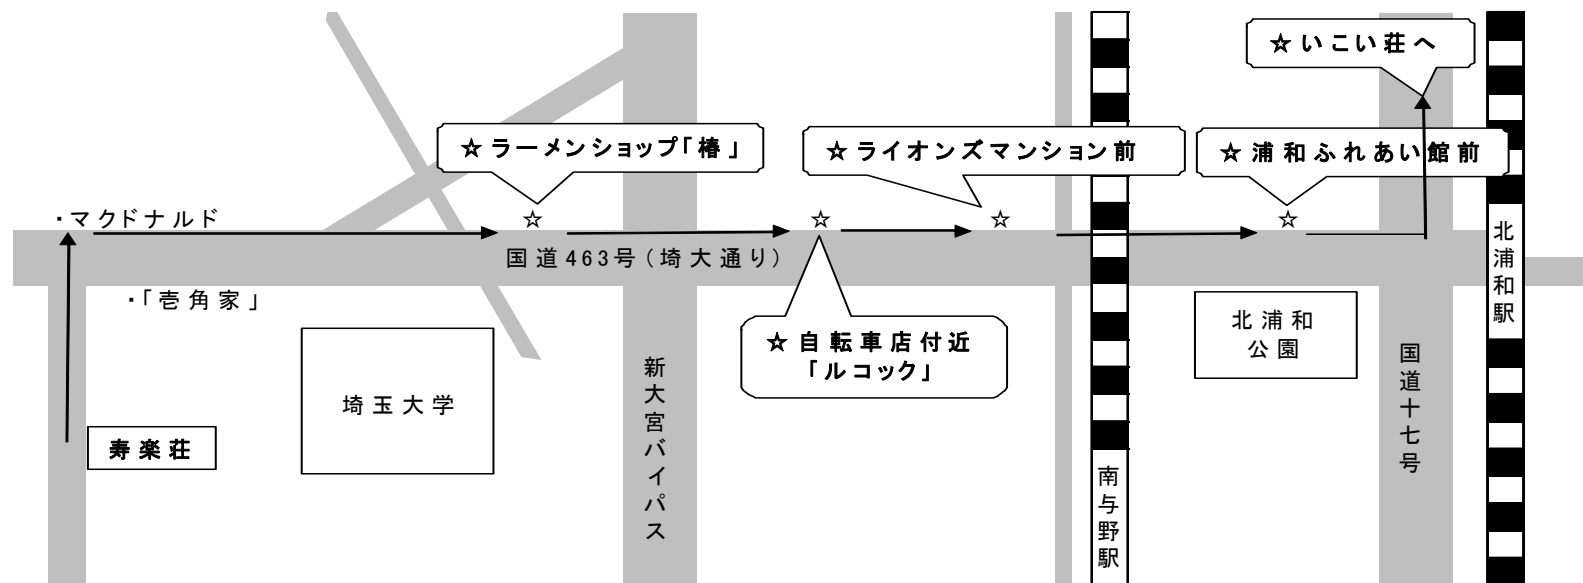 ☆いこい荘へ
☆ラーメンショップ「椿」
☆ライオンズマンション前
☆浦和ふれあい館前
・マクドナルド
☆
☆
☆
☆
国道463号(埼大通り)
・「壱角家」
北浦和駅
北浦和
公園
☆自転車店付近
「ルコック」
埼玉大学
新大宮バイパス
国道十七号
寿楽荘
南与野駅